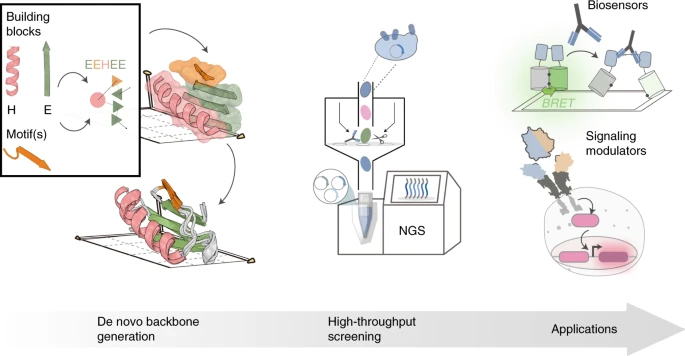 Building
blocks
H
E
Motif(s)
EEHEE
NGS
Biosensors
BRET
Signaling
modulators
De novo backbone
generation
High-throughput
screening
Applications